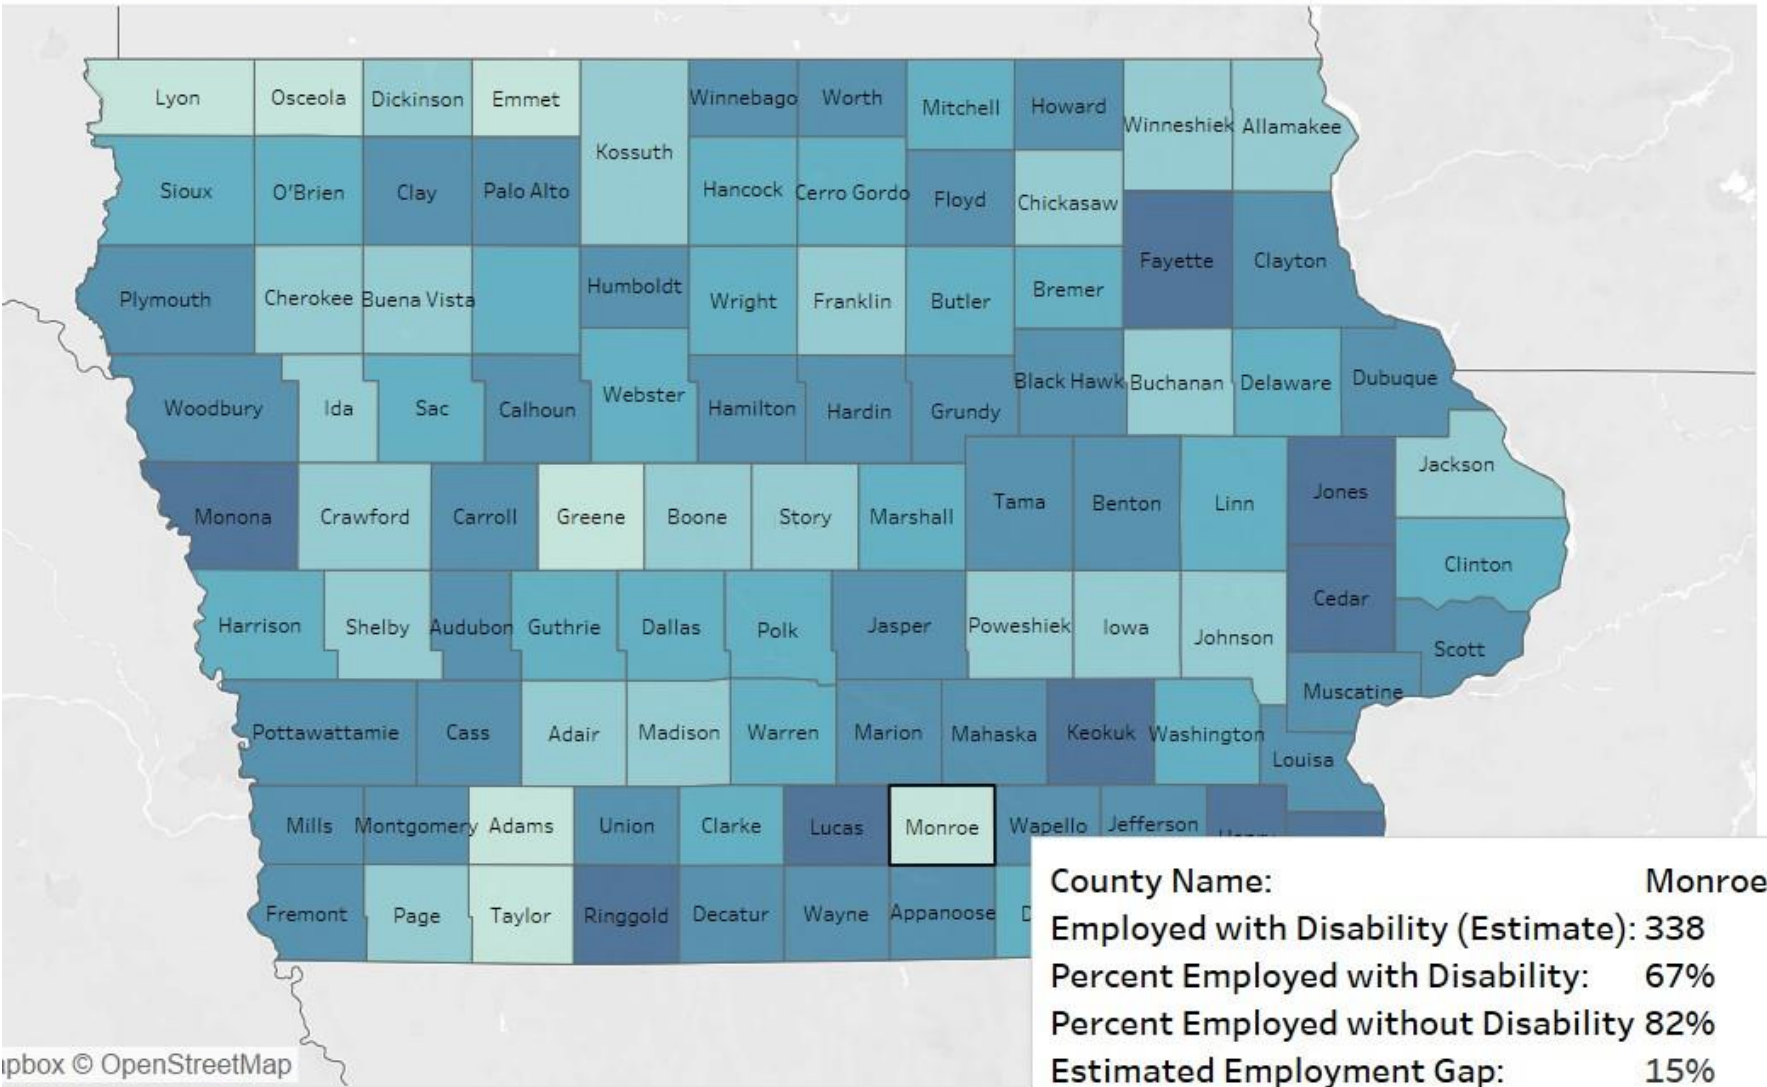 Lyon
Osceola
Dickinson
Emmet
Kossuth
Winnebago
Worth
Mitchell
Howard
Winneshiek
Allamakee
Sioux
O'Brien
Clay
Palo Alto
Hancock
Cerro Gordo
Floyd
Chickasaw
Fayette
Clayton
Plymouth
Cherokee
Buena Vista
Humboldt
Wright
Franklin
Butler
Bremer
Woodbury
Ida
Sac
Calhoun
Webster
Hamilton
Hardin
Grundy
Black Hawk
Buchanan
Delaware
Dubuque
Monona
Crawford
Carroll
Greene
Boone
Story
Marshall
Tama
Benton
Linn
Jones
Jackson
Clinton
Harrison
Shelby
Audubon
Guthrie
Dallas
Polk
Jasper
Poweshiek
Iowa
Johnson
Cedar
Scott
Muscatine
Pottawattamie
Cass
Adair
Madison
Warren
Marion
Mahaska
Keokuk
Washington
Louisa
Mills
Montgomery
Adams
Union
Clarke
Lucas
Monroe
Wapello
Jefferson
Fremont
Page
Taylor
Ringgold
Decatur
Wayne
Appanoose
D
County Name: Monroe
Employed with Disability (Estimate): 338
Percent Employed with Disability: 67%
Percent Employed without Disability 82%
Estimated Employment Gap: 15%
apbox © OpenStreetMap